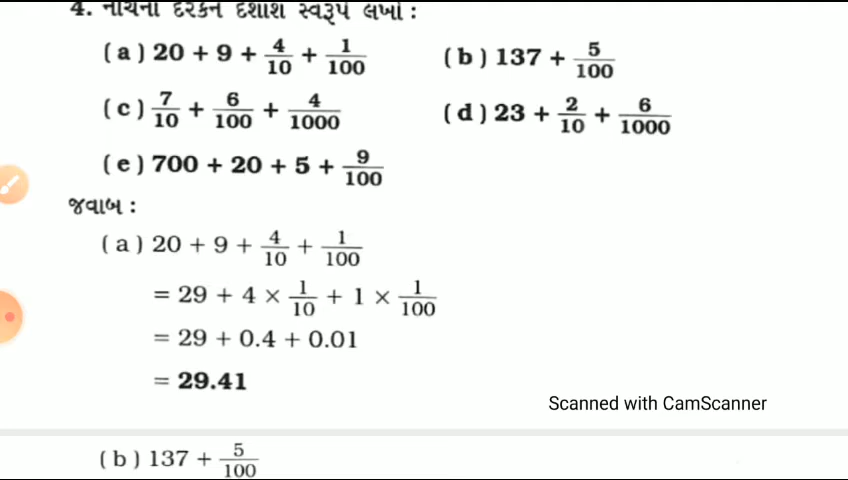 4. નીચેના દરેકને દશાંશ સ્વરૂપે લખો :
(a) 20 + 9 + 4/10 + 1/100 (b) 137 + 5/100
(c) 7/10 + 6/100 + 4/1000 (d) 23 + 2/10 + 6/1000
(e) 700 + 20 + 5 + 9/100
જવાબ :
(a) 20 + 9 + 4/10 + 1/100
= 29 + 4 × 1/10 + 1 × 1/100
= 29 + 0.4 + 0.01
= 29.41
Scanned with CamScanner
(b) 137 + 5/100